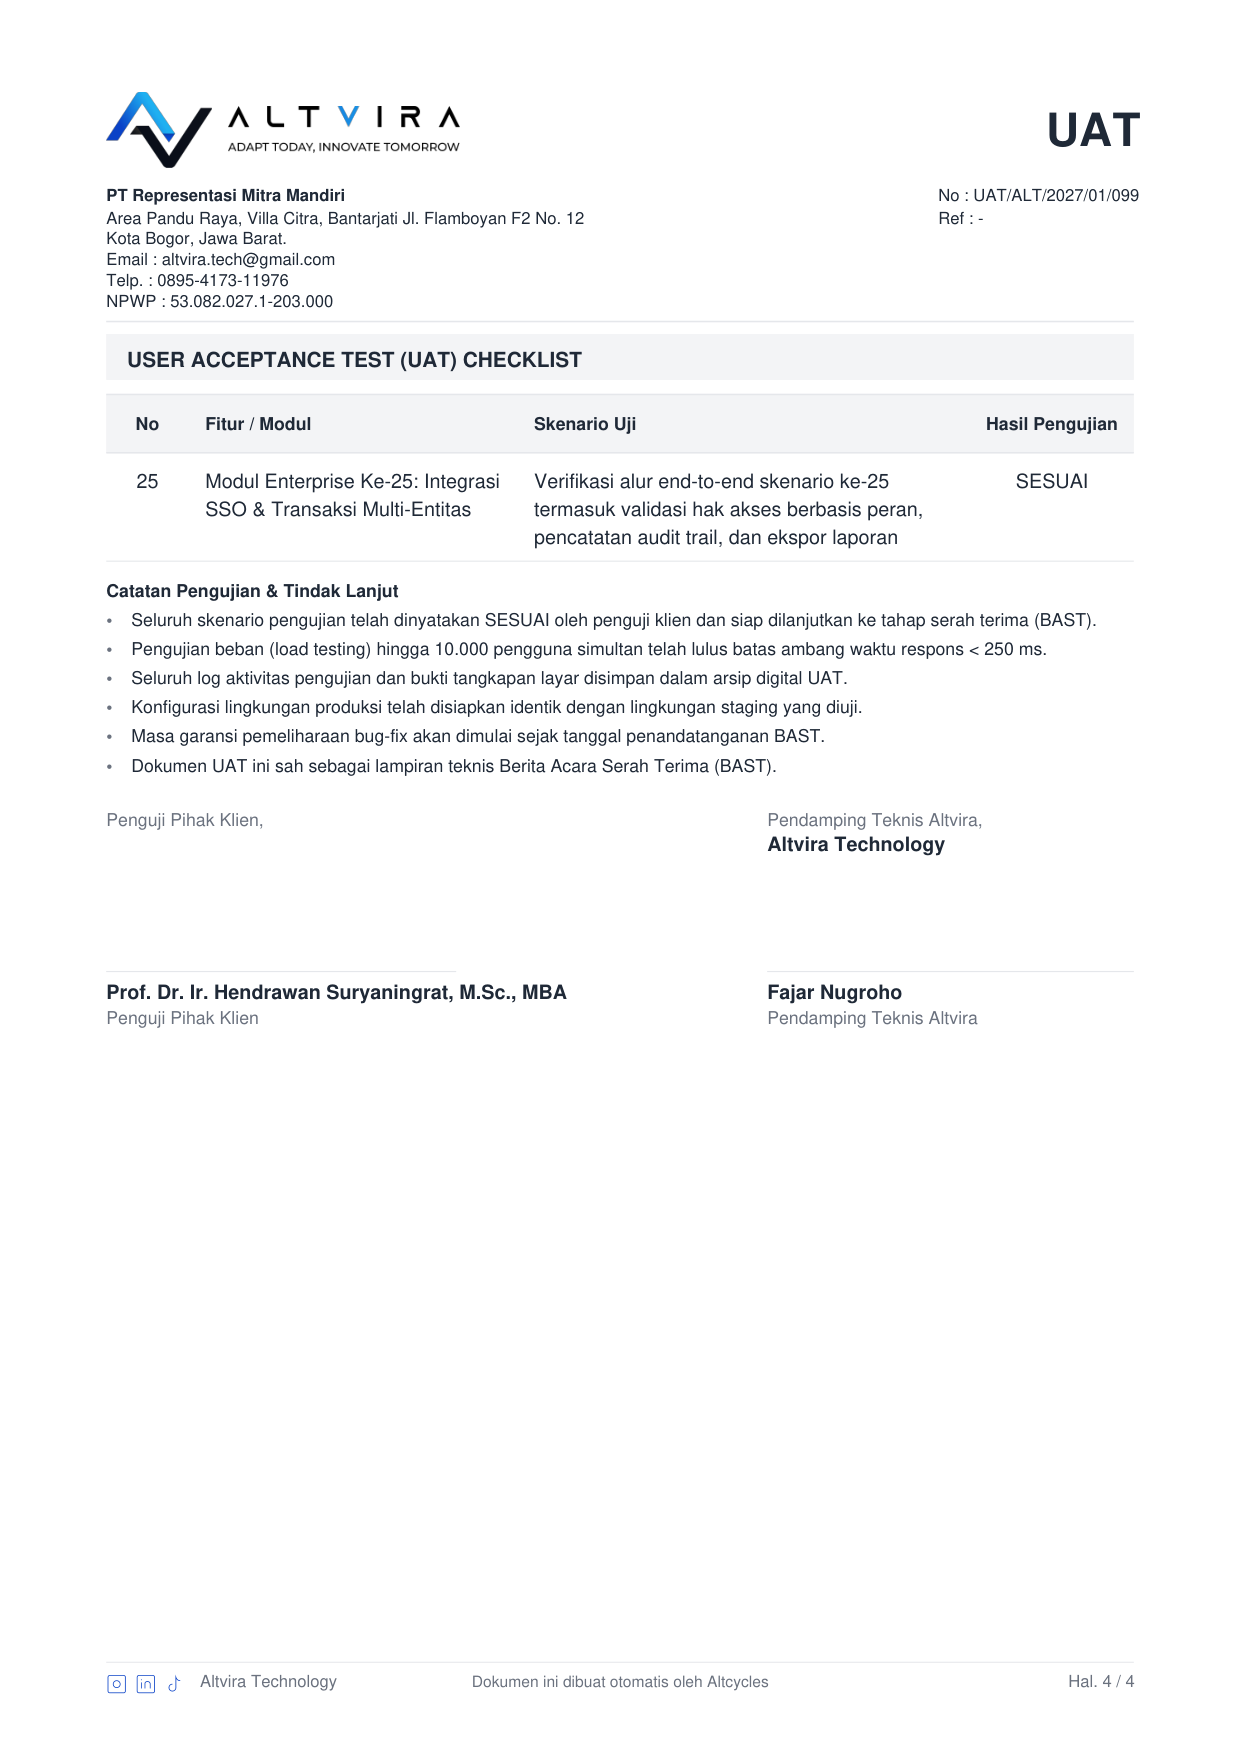 ALTVIRA
ADAPT TODAY, INNOVATE TOMORROW
UAT
PT Representasi Mitra Mandiri
Area Pandu Raya, Villa Citra, Bantarjati Jl. Flamboyan F2 No. 12
Kota Bogor, Jawa Barat.
Email : altvira.tech@gmail.com
Telp. : 0895-4173-11976
NPWP : 53.082.027.1-203.000
No : UAT/ALT/2027/01/099
Ref : -
USER ACCEPTANCE TEST (UAT) CHECKLIST
No Fitur / Modul Skenario Uji Hasil Pengujian
25 Modul Enterprise Ke-25: Integrasi Verifikasi alur end-to-end skenario ke-25 SESUAI
SSO & Transaksi Multi-Entitas termasuk validasi hak akses berbasis peran,
pencatatan audit trail, dan ekspor laporan
Catatan Pengujian & Tindak Lanjut
• Seluruh skenario pengujian telah dinyatakan SESUAI oleh penguji klien dan siap dilanjutkan ke tahap serah terima (BAST).
• Pengujian beban (load testing) hingga 10.000 pengguna simultan telah lulus batas ambang waktu respons < 250 ms.
• Seluruh log aktivitas pengujian dan bukti tangkapan layar disimpan dalam arsip digital UAT.
• Konfigurasi lingkungan produksi telah disiapkan identik dengan lingkungan staging yang diuji.
• Masa garansi pemeliharaan bug-fix akan dimulai sejak tanggal penandatanganan BAST.
• Dokumen UAT ini sah sebagai lampiran teknis Berita Acara Serah Terima (BAST).
Penguji Pihak Klien,
Pendamping Teknis Altvira,
Altvira Technology
Prof. Dr. Ir. Hendrawan Suryaningrat, M.Sc., MBA
Penguji Pihak Klien
Fajar Nugroho
Pendamping Teknis Altvira
Altvira Technology Dokumen ini dibuat otomatis oleh Altcycles Hal. 4 / 4